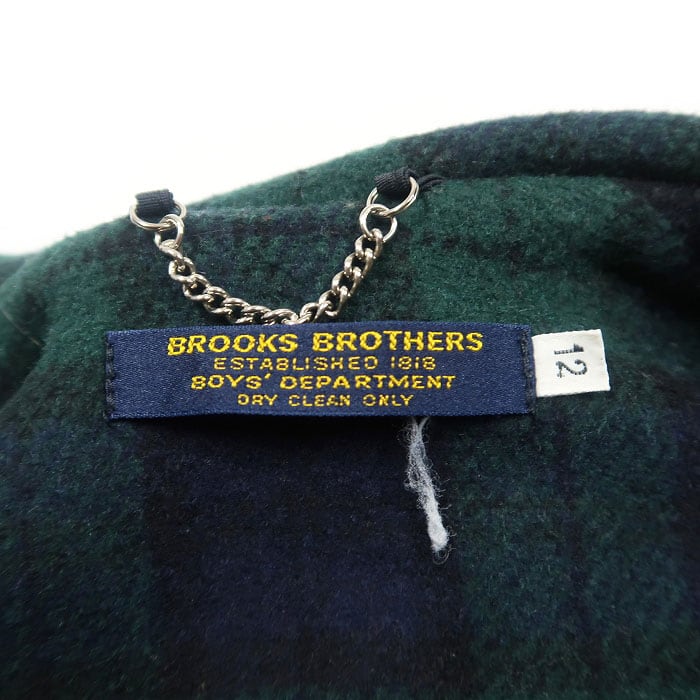 BROOKS BROTHERS
ESTABLISHED 1818
BOYS' DEPARTMENT
DRY CLEAN ONLY
12